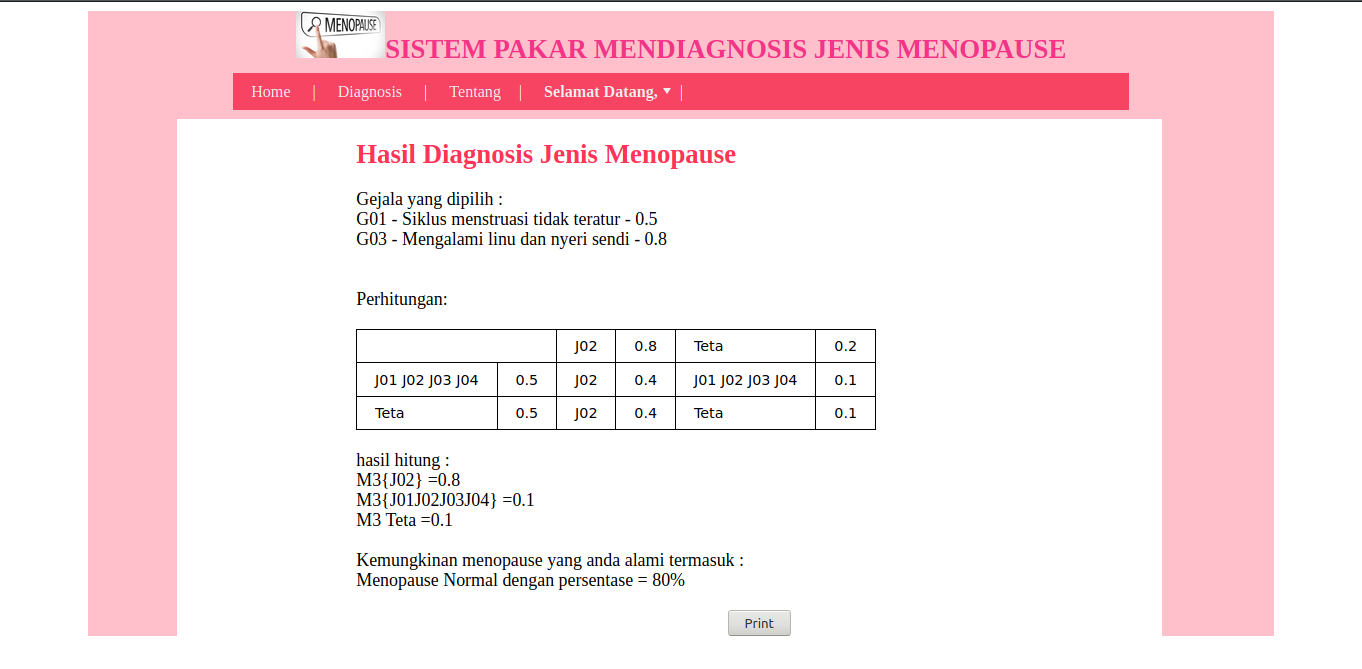 MENOPAUSE
SISTEM PAKAR MENDIAGNOSIS JENIS MENOPAUSE
Home | Diagnosis | Tentang | Selamat Datang, ▾ |
Hasil Diagnosis Jenis Menopause
Gejala yang dipilih :
G01 - Siklus menstruasi tidak teratur - 0.5
G03 - Mengalami linu dan nyeri sendi - 0.8
Perhitungan:
J02 0.8 Teta 0.2
J01 J02 J03 J04 0.5 J02 0.4 J01 J02 J03 J04 0.1
Teta 0.5 J02 0.4 Teta 0.1
hasil hitung :
M3{J02} =0.8
M3{J01J02J03J04} =0.1
M3 Teta =0.1
Kemungkinan menopause yang anda alami termasuk :
Menopause Normal dengan persentase = 80%
Print